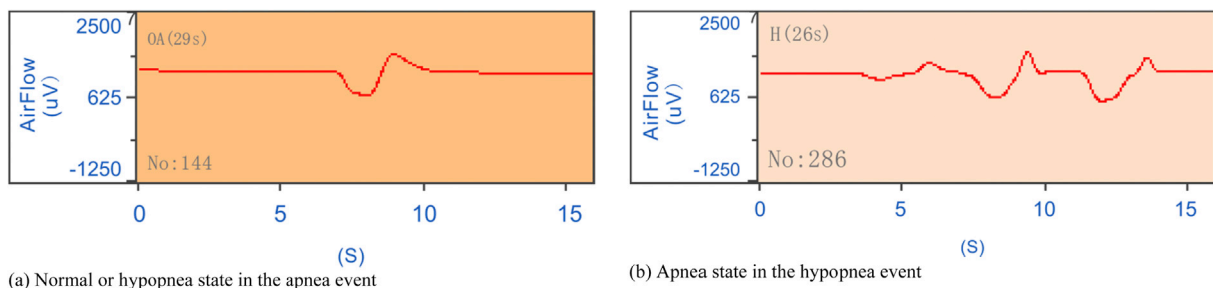 2500
OA(29s)
AirFlow
(uV)
625
-1250
No:144
0
5
10
15
(S)
(a) Normal or hypopnea state in the apnea event
2500
H(26s)
AirFlow
(uV)
625
-1250
No:286
0
5
10
15
(S)
(b) Apnea state in the hypopnea event